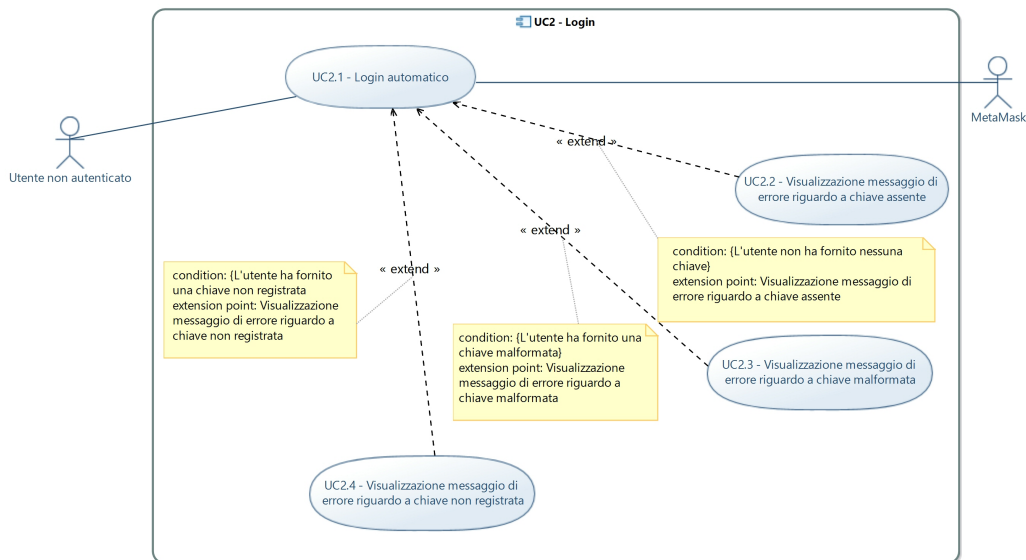 UC2 - Login
UC2.1 - Login automatico
MetaMask
Utente non autenticato
« extend »
UC2.2 - Visualizzazione messaggio di
errore riguardo a chiave assente
« extend »
condition: {L'utente non ha fornito nessuna
chiave}
extension point: Visualizzazione messaggio di
errore riguardo a chiave assente
« extend »
condition: {L'utente ha fornito
una chiave non registrata
extension point: Visualizzazione
messaggio di errore riguardo a
chiave non registrata
condition: {L'utente ha fornito una
chiave malformata}
extension point: Visualizzazione
messaggio di errore riguardo a
chiave malformata
UC2.3 - Visualizzazione messaggio di
errore riguardo a chiave malformata
UC2.4 - Visualizzazione messaggio di
errore riguardo a chiave non registrata